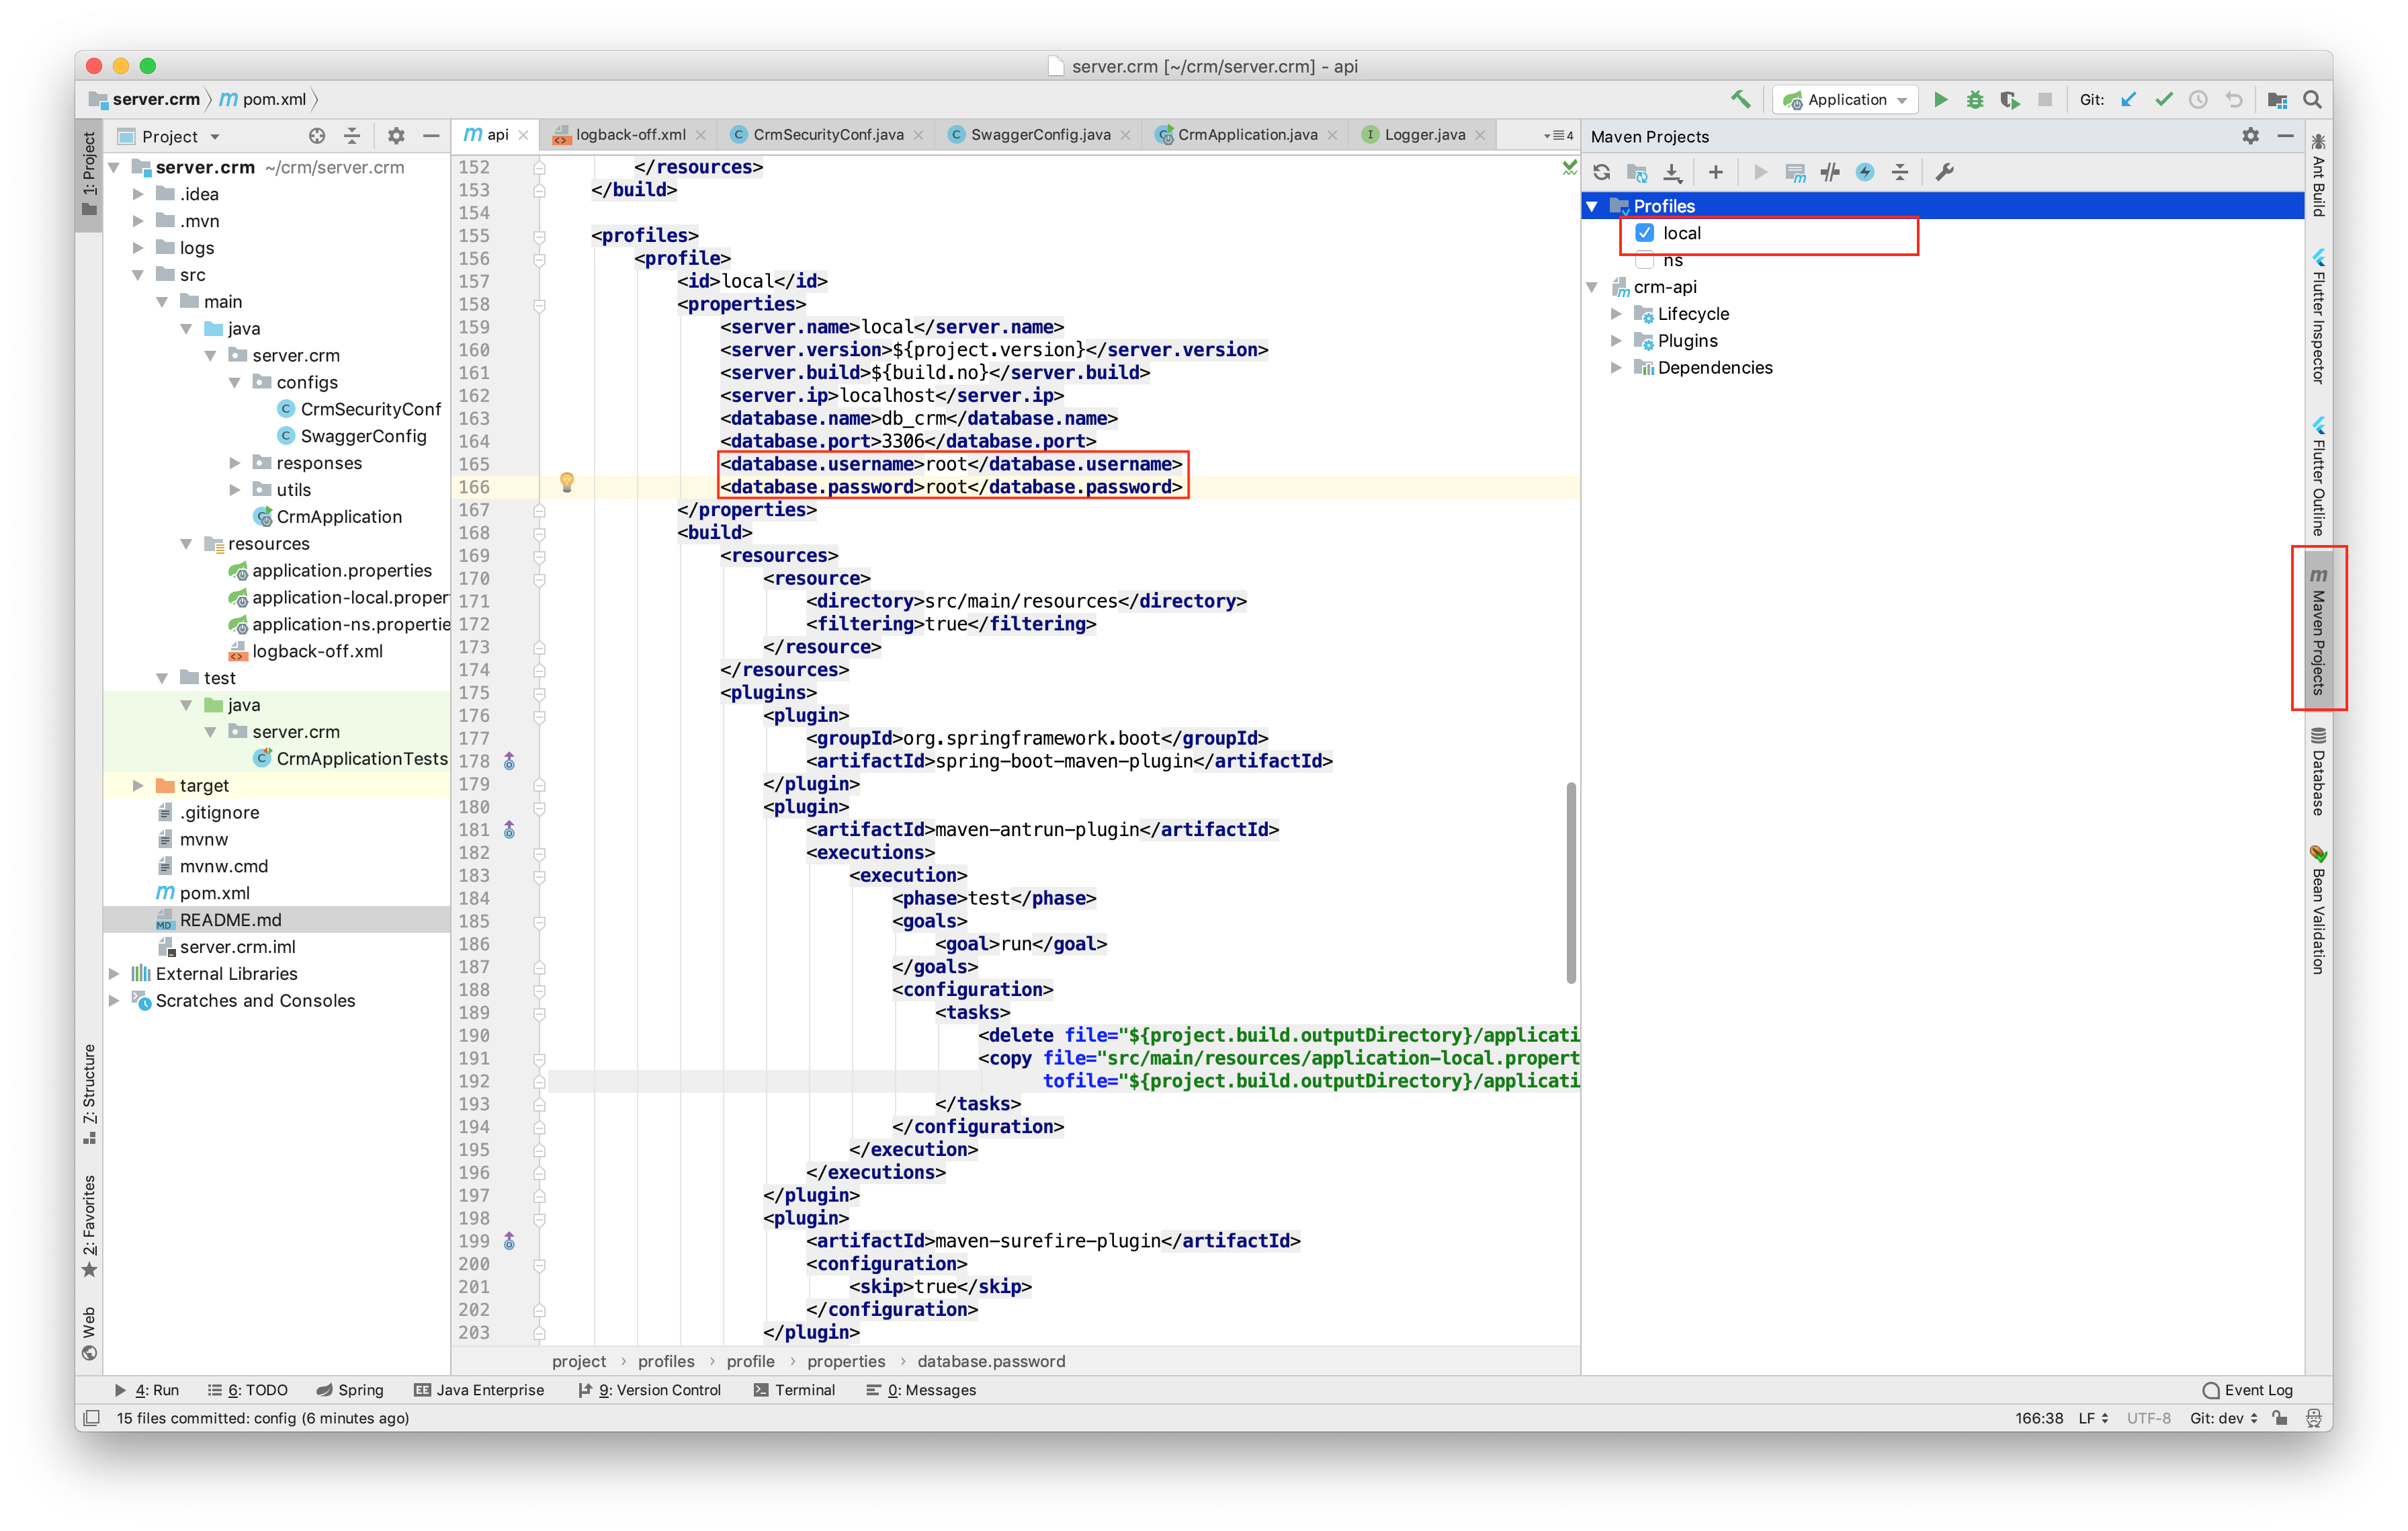 server.crm [~/crm/server.crm] - api
server.crm
pom.xml
Application
Git:
1: Project
Project
api
logback-off.xml
CrmSecurityConf.java
SwaggerConfig.java
CrmApplication.java
Logger.java
4
Maven Projects
server.crm ~/crm/server.crm
.idea
.mvn
logs
src
main
java
server.crm
configs
CrmSecurityConf
SwaggerConfig
responses
utils
CrmApplication
resources
application.properties
application-local.proper
application-ns.propertie
logback-off.xml
test
java
server.crm
CrmApplicationTests
target
.gitignore
mvnw
mvnw.cmd
pom.xml
README.md
server.crm.iml
External Libraries
Scratches and Consoles
152 </resources>
153 </build>
154
155 <profiles>
156 <profile>
157 <id>local</id>
158 <properties>
159 <server.name>local</server.name>
160 <server.version>${project.version}</server.version>
161 <server.build>${build.no}</server.build>
162 <server.ip>localhost</server.ip>
163 <database.name>db_crm</database.name>
164 <database.port>3306</database.port>
165 <database.username>root</database.username>
166 <database.password>root</database.password>
167 </properties>
168 <build>
169 <resources>
170 <resource>
171 <directory>src/main/resources</directory>
172 <filtering>true</filtering>
173 </resource>
174 </resources>
175 <plugins>
176 <plugin>
177 <groupId>org.springframework.boot</groupId>
178 <artifactId>spring-boot-maven-plugin</artifactId>
179 </plugin>
180 <plugin>
181 <artifactId>maven-antrun-plugin</artifactId>
182 <executions>
183 <execution>
184 <phase>test</phase>
185 <goals>
186 <goal>run</goal>
187 </goals>
188 <configuration>
189 <tasks>
190 <delete file="${project.build.outputDirectory}/applicati
191 <copy file="src/main/resources/application-local.propert
192 tofile="${project.build.outputDirectory}/applicati
193 </tasks>
194 </configuration>
195 </execution>
196 </executions>
197 </plugin>
198 <plugin>
199 <artifactId>maven-surefire-plugin</artifactId>
200 <configuration>
201 <skip>true</skip>
202 </configuration>
203 </plugin>
project › profiles › profile › properties › database.password
Profiles
local
ns
crm-api
Lifecycle
Plugins
Dependencies
Ant Build
Flutter Inspector
Flutter Outline
Maven Projects
Database
Bean Validation
7: Structure
2: Favorites
Web
4: Run
6: TODO
Spring
Java Enterprise
9: Version Control
Terminal
0: Messages
Event Log
15 files committed: config (6 minutes ago)
166:38
LF
UTF-8
Git: dev